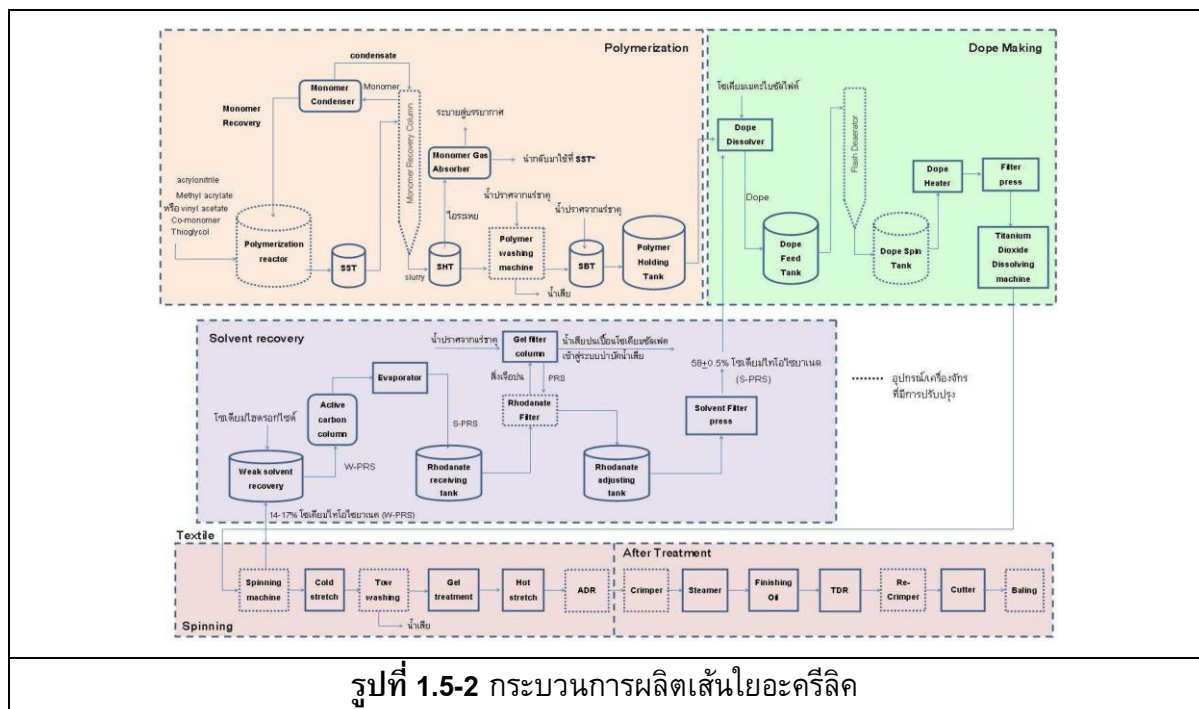 Polymerization
condensate
Monomer
Condenser
Monomer
Monomer
Recovery
Monomer Recovery Column
ระบายสู่บรรยากาศ
Monomer Gas
Absorber
นำกลับมาใช้ที่ SST~
acrylonitrile
Methyl acrylate
หรือ vinyl acetate
Co-monomer
Thioglycol
Polymerization
reactor
SST
slurry
SHT
ไอระเหย
น้ำปราศจากแร่ธาตุ
Polymer
washing
machine
น้ำเสีย
น้ำปราศจากแร่ธาตุ
SBT
Polymer
Holding
Tank
Dope Making
โซเดียมเมตะไบซัลไฟต์
Dope
Dissolver
Dope
Dope
Feed
Tank
Flash Deaerator
Dope Spin
Tank
Dope
Heater
Filter
press
Titanium
Dioxide
Dissolving
machine
Solvent recovery
โซเดียมไฮดรอกไซด์
Weak solvent
recovery
W-PRS
Active
carbon
column
Evaporator
S-PRS
Rhodanate
receiving
tank
น้ำปราศจากแร่ธาตุ
Gel filter
column
น้ำเสียปนเปื้อนโซเดียมซัลเฟต
เข้าสู่ระบบบำบัดน้ำเสีย
สิ่งเจือปน
PRS
Rhodanate
Filter
Rhodanate
adjusting
tank
Solvent Filter
press
58±0.5% โซเดียมไทโอไซยาเนต
(S-PRS)
อุปกรณ์/เครื่องจักร
ที่มีการปรับปรุง
14-17% โซเดียมไทโอไซยาเนต (W-PRS)
Textile
Spinning
machine
Cold
stretch
Tow
washing
น้ำเสีย
Gel
treatment
Hot
stretch
ADR
Spinning
After Treatment
Crimper
Steamer
Finishing
Oil
TDR
Re-
Crimper
Cutter
Baling
รูปที่ 1.5-2 กระบวนการผลิตเส้นใยอะครีลิค